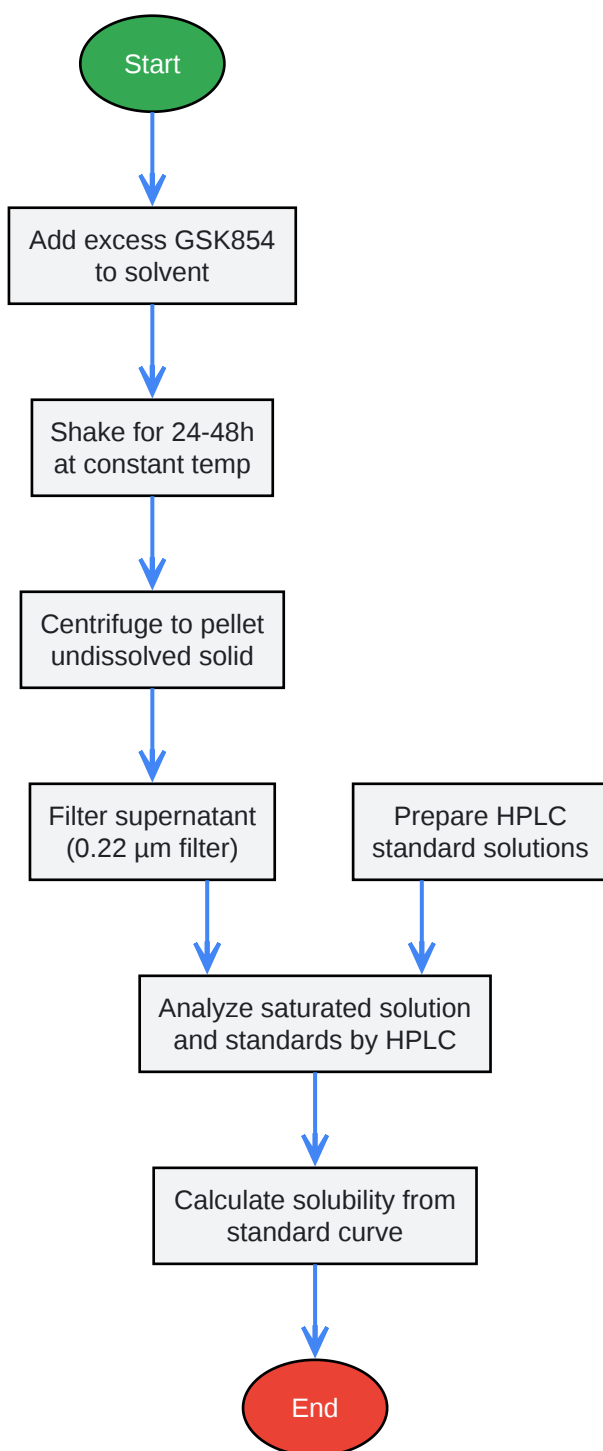 Start
Add excess GSK854
to solvent
Shake for 24-48h
at constant temp
Centrifuge to pellet
undissolved solid
Filter supernatant
(0.22 µm filter)
Prepare HPLC
standard solutions
Analyze saturated solution
and standards by HPLC
Calculate solubility from
standard curve
End